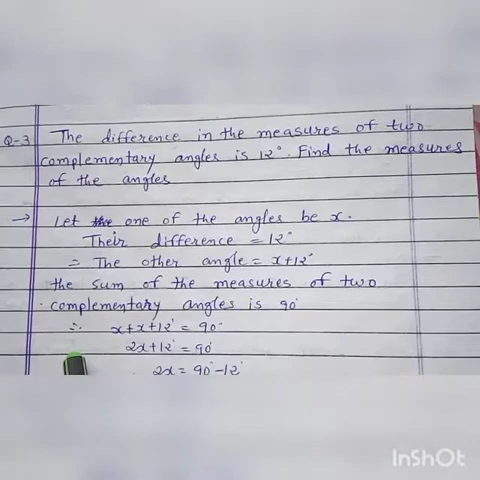 Q-3 The difference in the measures of two
complementary angles is 12°. Find the measures
of the angles
→ Let the one of the angles be x.
Their difference = 12°
∴ The other angle = x+12°
the sum of the measures of two
complementary angles is 90°
∴ x+x+12° = 90°
2x+12° = 90°
2x = 90°-12°
InShOt